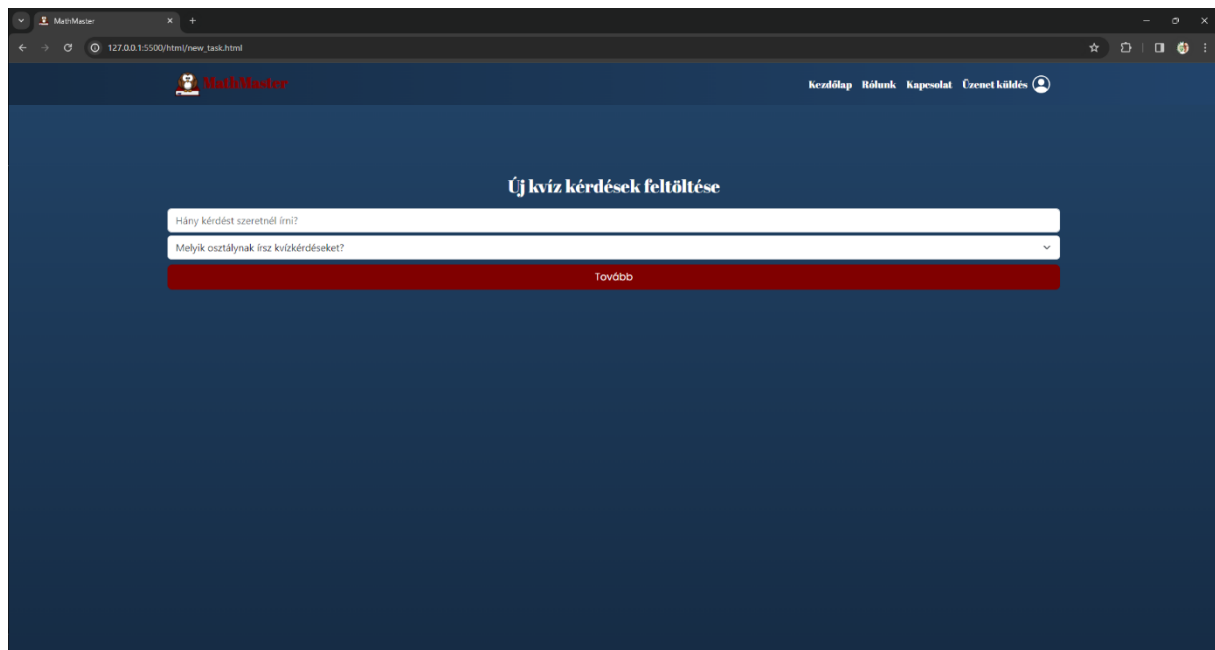 MathMaster
127.0.0.1:5500/html/new_task.html
MathMaster
Kezdőlap Rólunk Kapcsolat Üzenet küldés
Új kvíz kérdések feltöltése
Hány kérdést szeretnél írni?
Melyik osztálynak írsz kvízkérdéseket?
Tovább